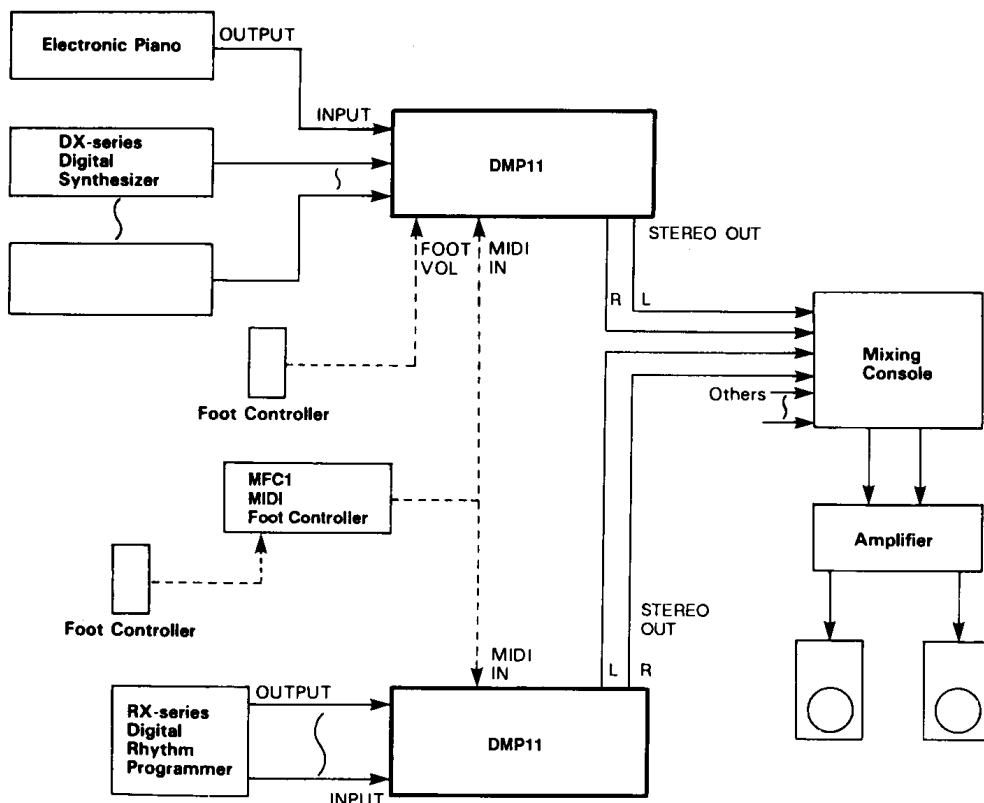 Electronic Piano
OUTPUT
INPUT
DX-series
Digital
Synthesizer
DMP11
FOOT
VOL
MIDI
IN
STEREO OUT
R
L
Mixing
Console
Others
Foot Controller
MFC1
MIDI
Foot Controller
Amplifier
Foot Controller
STEREO
OUT
MIDI
IN
L
R
OUTPUT
RX-series
Digital
Rhythm
Programmer
DMP11
INPUT